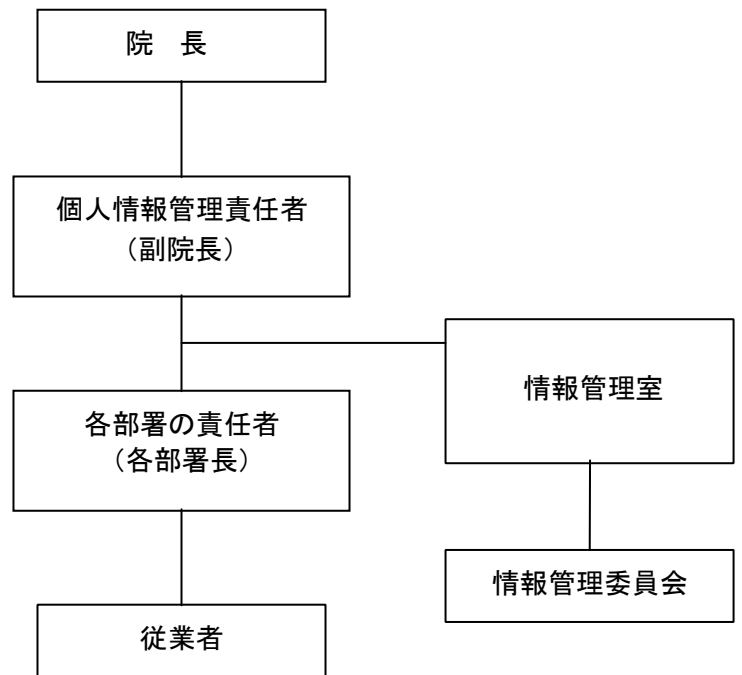 院　長
個人情報管理責任者
（副院長）
情報管理室
各部署の責任者
（各部署長）
情報管理委員会
従業者